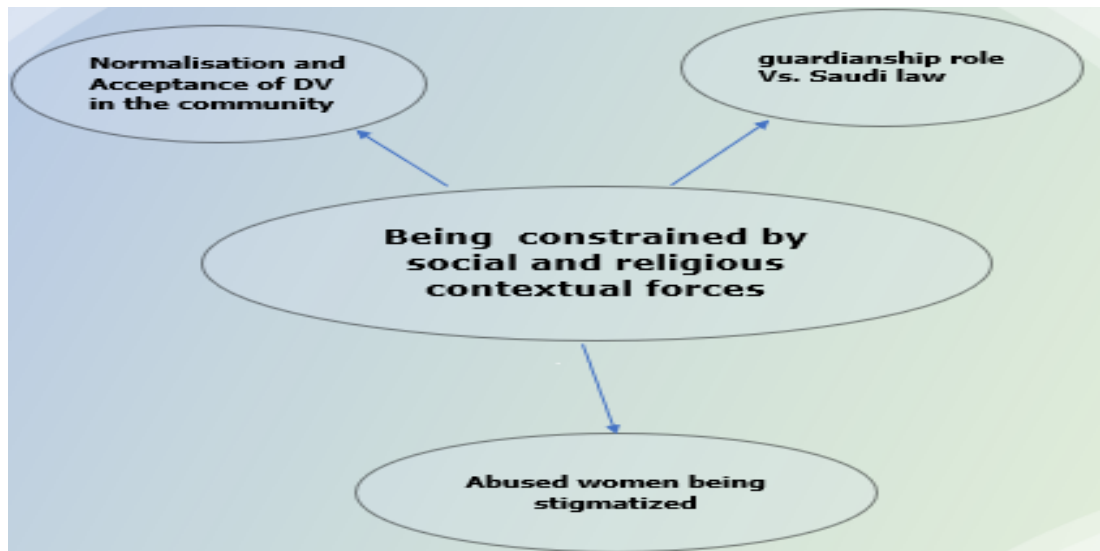 Normalisation and
Acceptance of DV
in the community
guardianship role
Vs. Saudi law
Being constrained by
social and religious
contextual forces
Abused women being
stigmatized